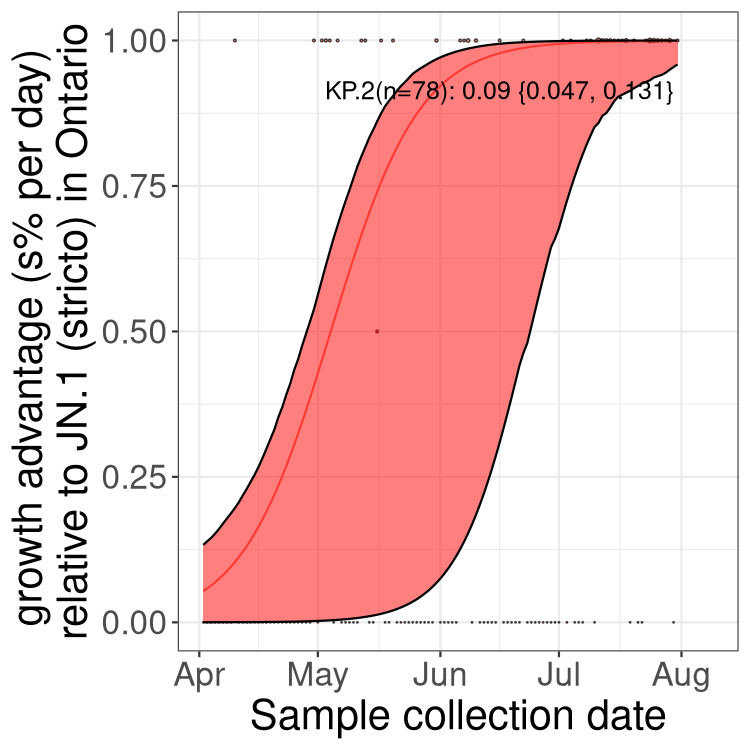 growth advantage (s% per day)
relative to JN.1 (stricto) in Ontario
1.00
0.75
0.50
0.25
0.00
KP.2(n=78): 0.09 {0.047, 0.131}
Apr May Jun Jul Aug
Sample collection date